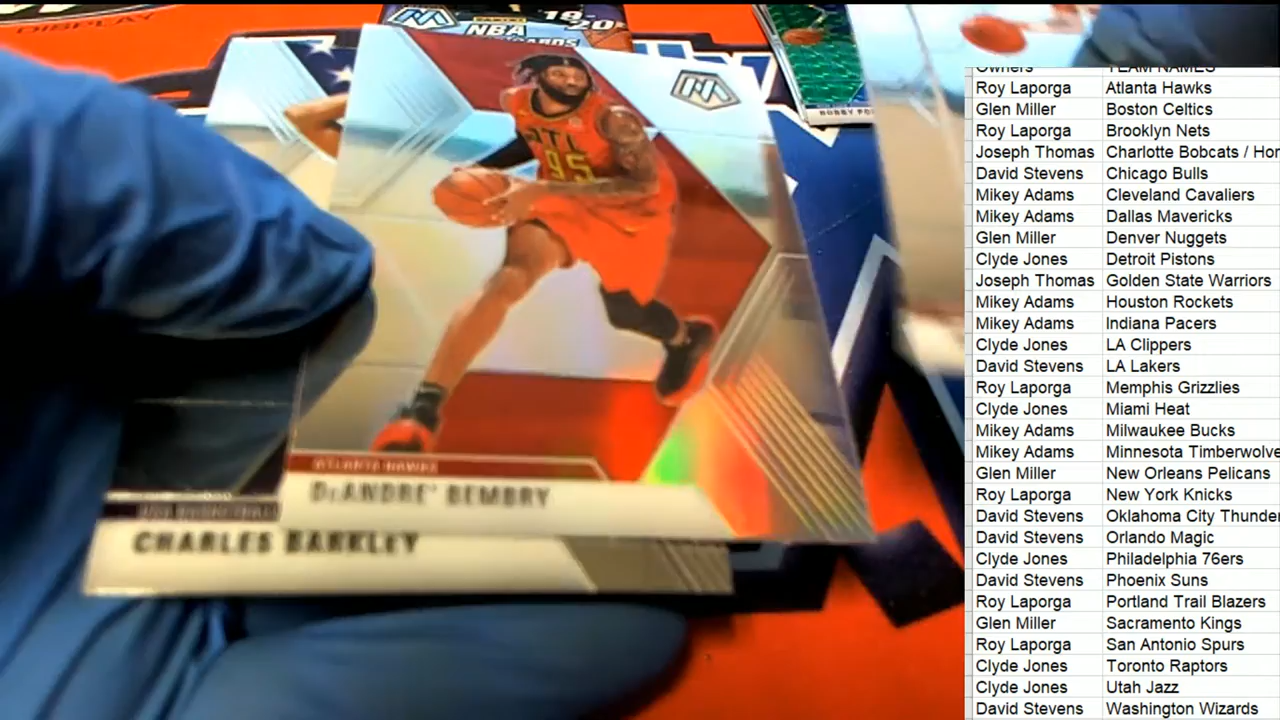 DISPLAY
PANINI
NBA
19-20
ATL
95
BOBBY
ATLANTA HAWKS
DeANDRE' BEMBRY
CHARLES BARKLEY
Owners TEAM NAMES
Roy Laporga Atlanta Hawks
Glen Miller Boston Celtics
Roy Laporga Brooklyn Nets
Joseph Thomas Charlotte Bobcats / Hor
David Stevens Chicago Bulls
Mikey Adams Cleveland Cavaliers
Mikey Adams Dallas Mavericks
Glen Miller Denver Nuggets
Clyde Jones Detroit Pistons
Joseph Thomas Golden State Warriors
Mikey Adams Houston Rockets
Mikey Adams Indiana Pacers
Clyde Jones LA Clippers
David Stevens LA Lakers
Roy Laporga Memphis Grizzlies
Clyde Jones Miami Heat
Mikey Adams Milwaukee Bucks
Mikey Adams Minnesota Timberwolve
Glen Miller New Orleans Pelicans
Roy Laporga New York Knicks
David Stevens Oklahoma City Thunder
David Stevens Orlando Magic
Clyde Jones Philadelphia 76ers
David Stevens Phoenix Suns
Roy Laporga Portland Trail Blazers
Glen Miller Sacramento Kings
Roy Laporga San Antonio Spurs
Clyde Jones Toronto Raptors
Clyde Jones Utah Jazz
David Stevens Washington Wizards